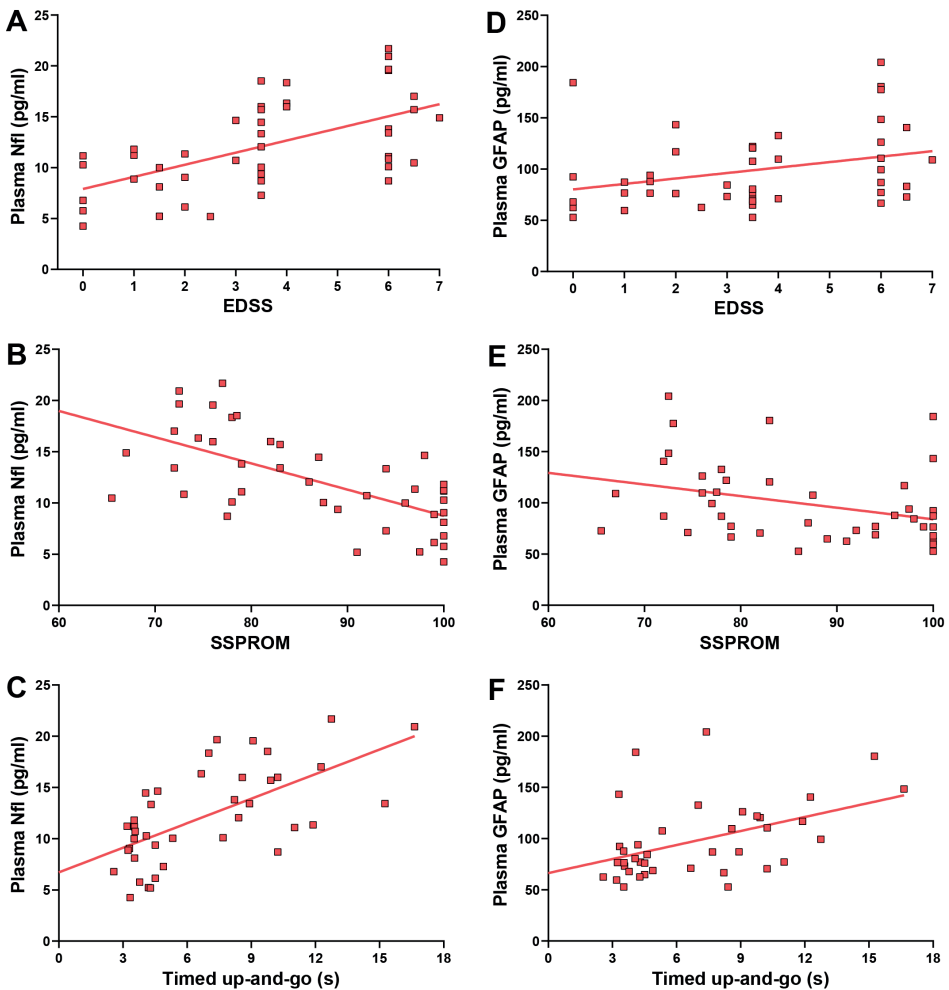 A
25
20
15
10
5
0
Plasma Nfl (pg/ml)
0 1 2 3 4 5 6 7
EDSS
D
250
200
150
100
50
0
Plasma GFAP (pg/ml)
0 1 2 3 4 5 6 7
EDSS
B
25
20
15
10
5
0
Plasma Nfl (pg/ml)
60 70 80 90 100
SSPROM
E
250
200
150
100
50
0
Plasma GFAP (pg/ml)
60 70 80 90 100
SSPROM
C
25
20
15
10
5
0
Plasma Nfl (pg/ml)
0 3 6 9 12 15 18
Timed up-and-go (s)
F
250
200
150
100
50
0
Plasma GFAP (pg/ml)
0 3 6 9 12 15 18
Timed up-and-go (s)